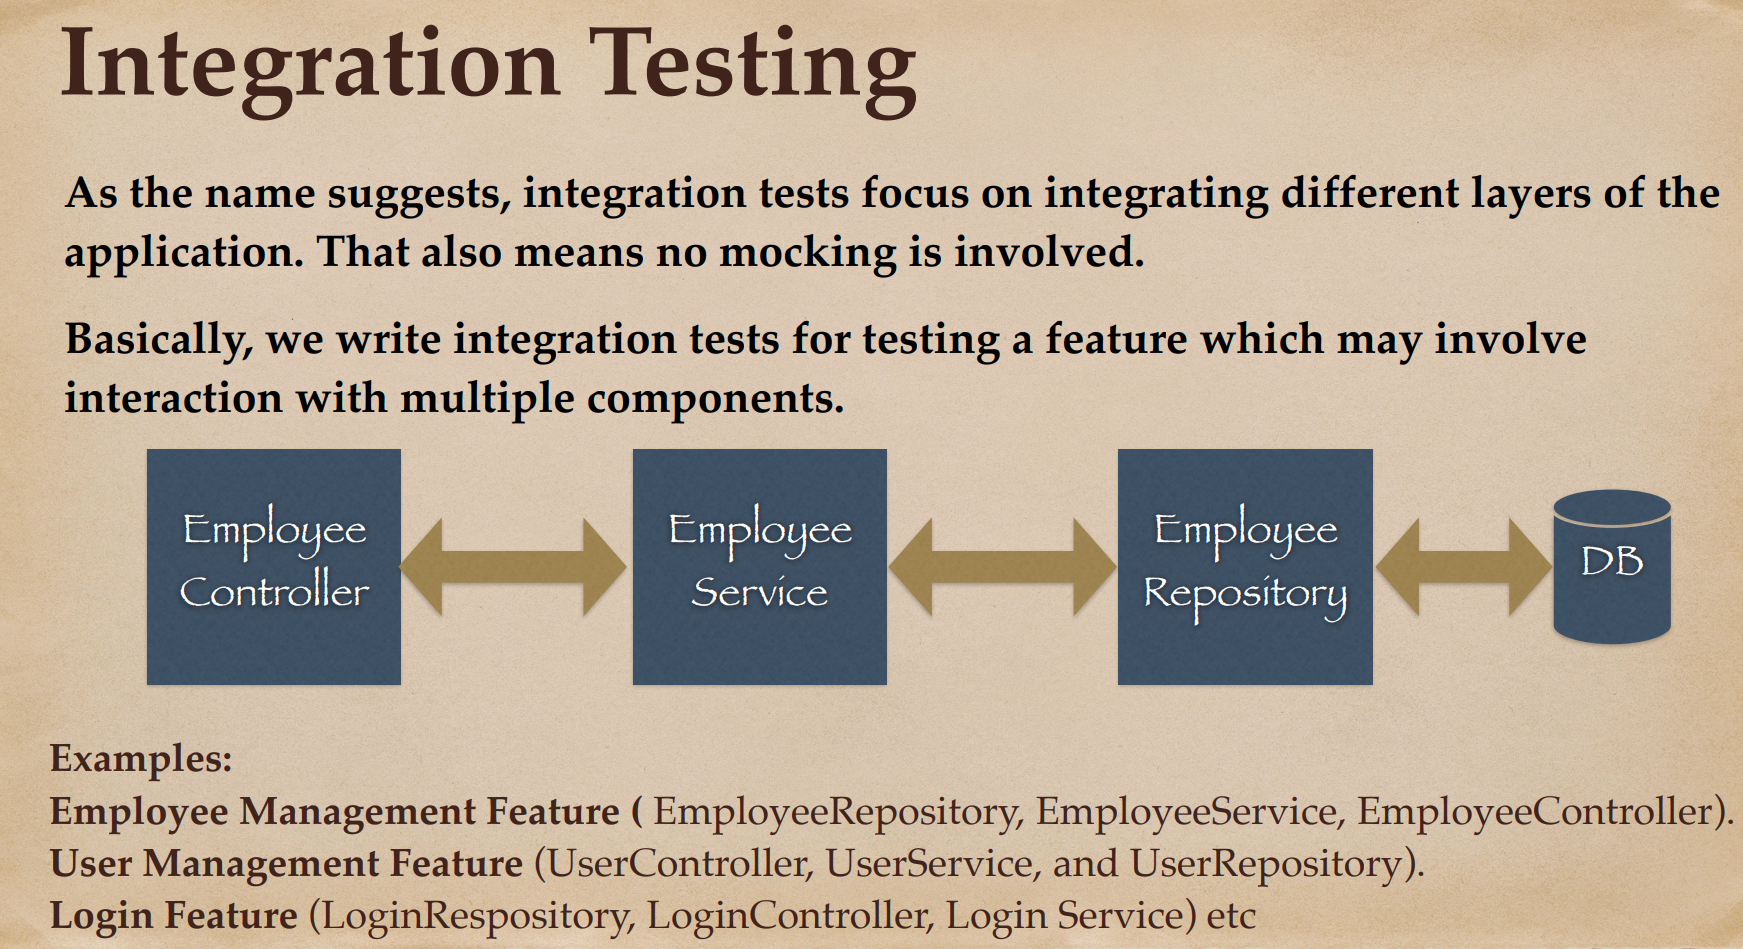 Integration Testing
As the name suggests, integration tests focus on integrating different layers of the
application. That also means no mocking is involved.
Basically, we write integration tests for testing a feature which may involve
interaction with multiple components.
Employee
Controller
Employee
Service
Employee
Repository
DB
Examples:
Employee Management Feature ( EmployeeRepository, EmployeeService, EmployeeController).
User Management Feature (UserController, UserService, and UserRepository).
Login Feature (LoginRespository, LoginController, Login Service) etc